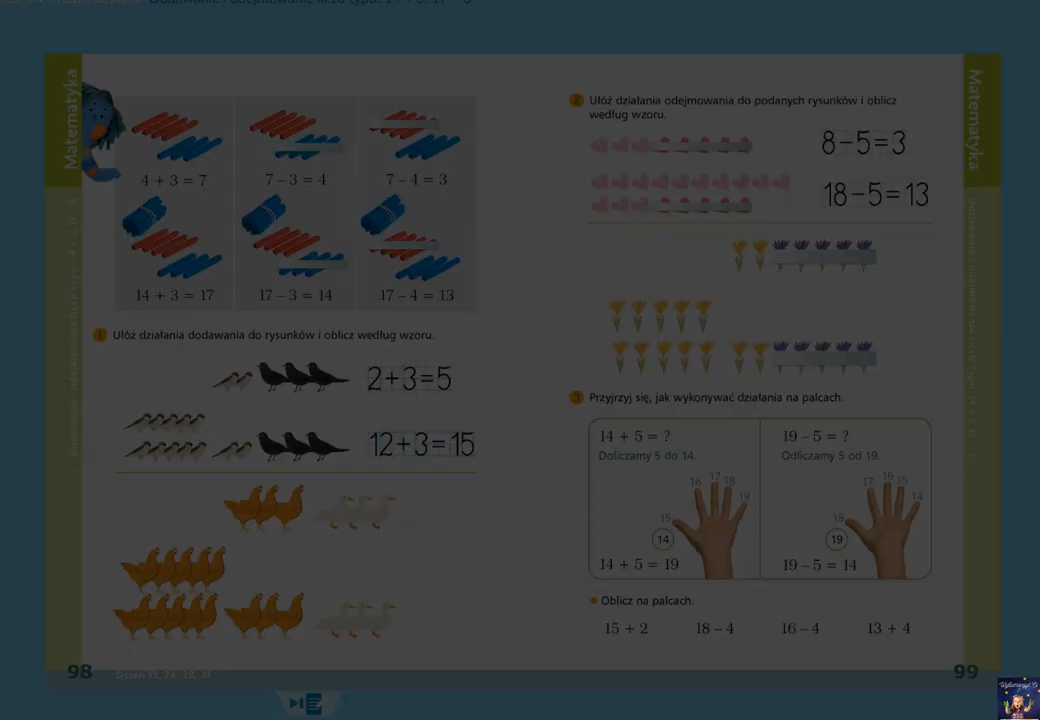 Matematyka
4 + 3 = 7
7 – 3 = 4
7 – 4 = 3
14 + 3 = 17
17 – 3 = 14
17 – 4 = 13
1 Ułóż działania dodawania do rysunków i oblicz według wzoru.
2+3=5
12+3=15
98
2 Ułóż działania odejmowania do podanych rysunków i oblicz
według wzoru.
8-5=3
18-5=13
3 Przyjrzyj się, jak wykonywać działania na palcach.
14 + 5 = ?
Doliczamy 5 do 14.
14
15
16
17
18
19
14 + 5 = 19
19 – 5 = ?
Odliczamy 5 od 19.
19
18
17
16
15
14
19 – 5 = 14
Oblicz na palcach.
15 + 2
18 – 4
16 – 4
13 + 4
Matematyka
99